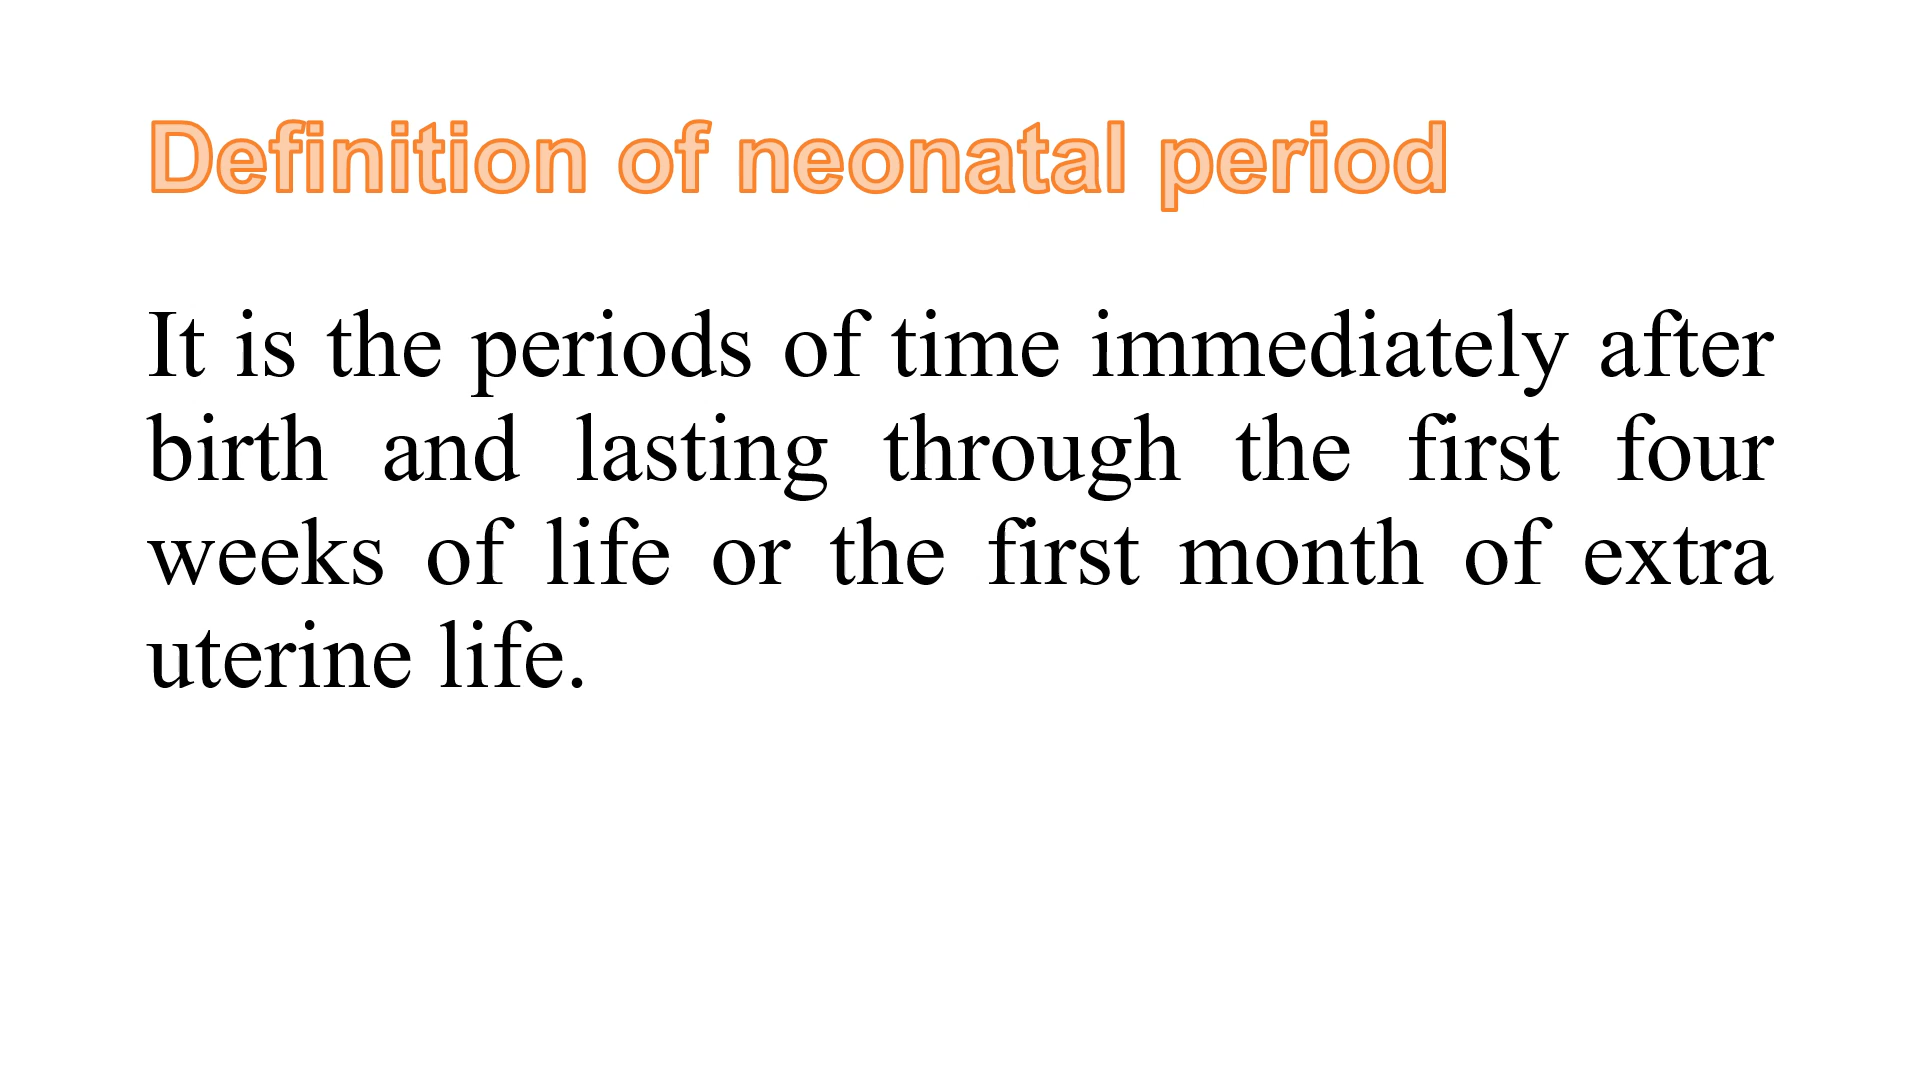 Definition of neonatal period
It is the periods of time immediately after
birth and lasting through the first four
weeks of life or the first month of extra
uterine life.